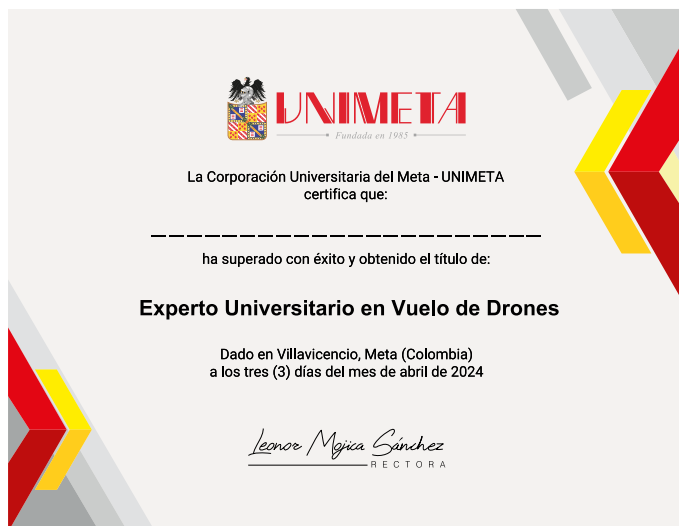 UNIMETA
Fundada en 1985
La Corporación Universitaria del Meta - UNIMETA
certifica que:
ha superado con éxito y obtenido el título de:
Experto Universitario en Vuelo de Drones
Dado en Villavicencio, Meta (Colombia)
a los tres (3) días del mes de abril de 2024
Leonor Mojica Sánchez
RECTORA